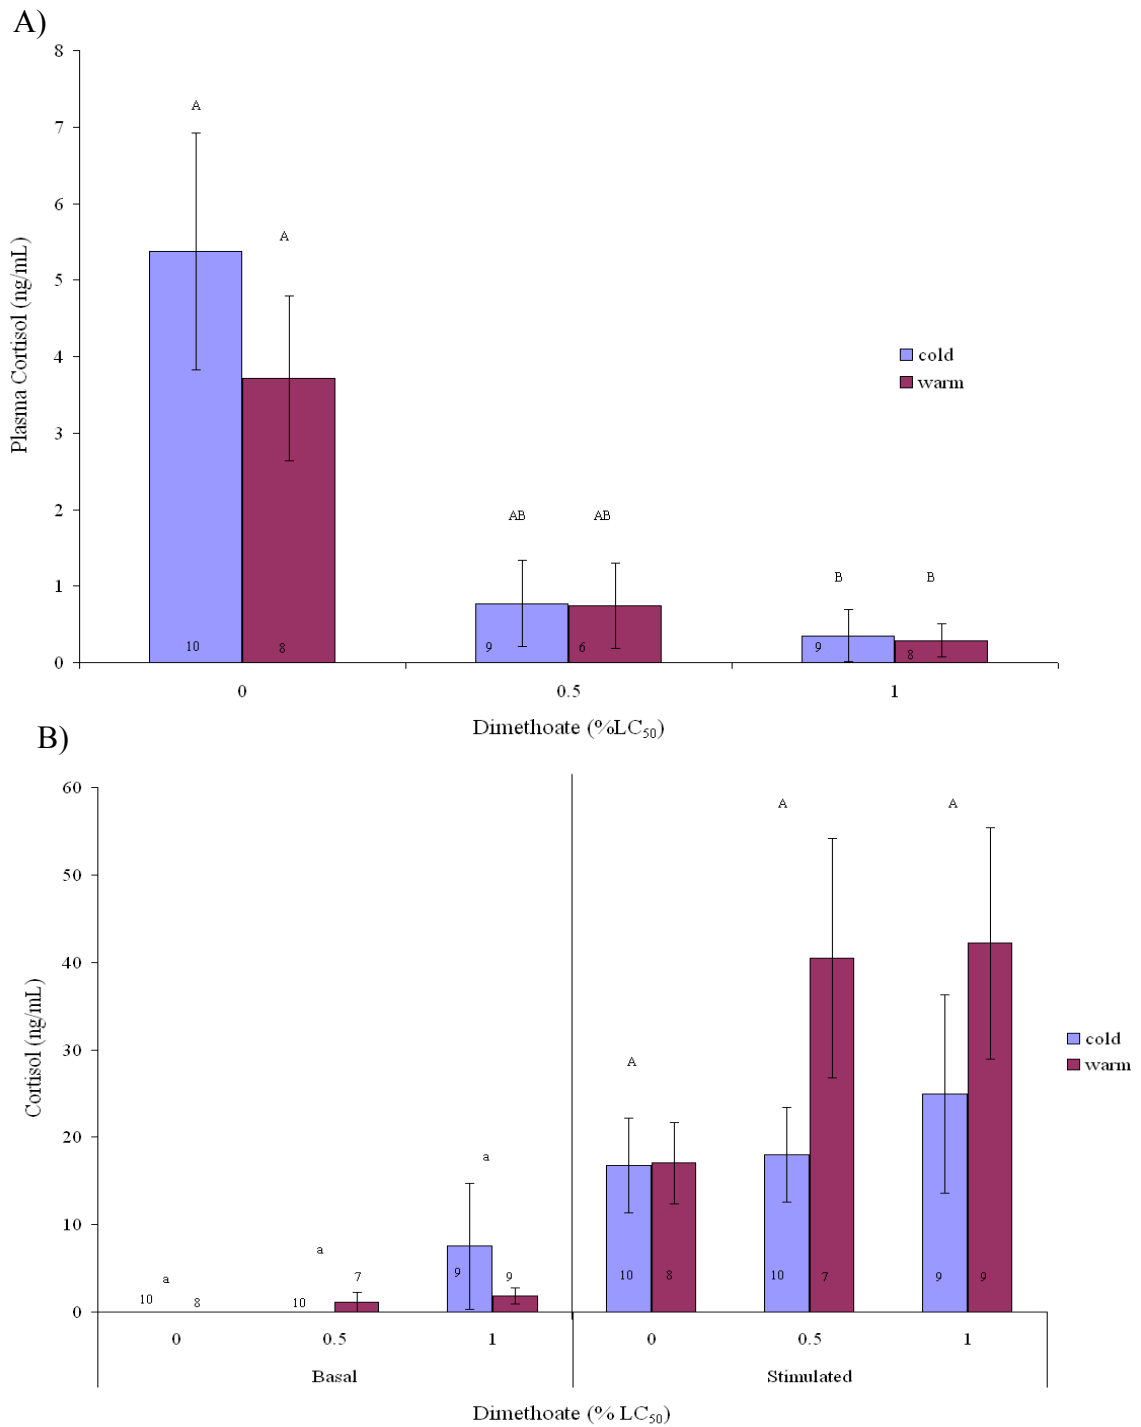 A)
8
7
6
5
4
3
2
1
0
Plasma Cortisol (ng/mL)
A
A
AB
AB
B
B
cold
warm
10
8
9
6
9
8
0
0.5
1
Dimethoate (%LC50)
B)
60
50
40
30
20
10
0
Cortisol (ng/mL)
A
A
A
a
a
a
cold
warm
10
8
10
7
9
9
10
8
10
7
9
9
0
0.5
1
0
0.5
1
Basal
Stimulated
Dimethoate (% LC50)